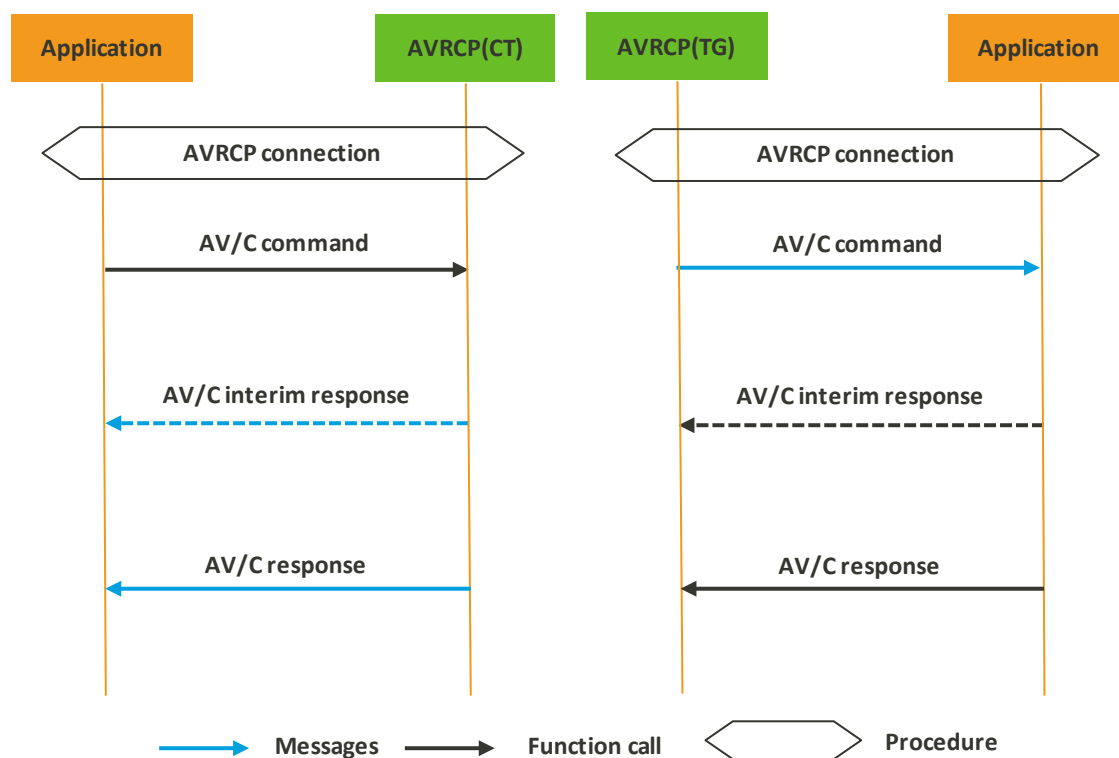 Application
AVRCP(CT)
AVRCP(TG)
Application
AVRCP connection
AVRCP connection
AV/C command
AV/C command
AV/C interim response
AV/C interim response
AV/C response
AV/C response
Messages
Function call
Procedure